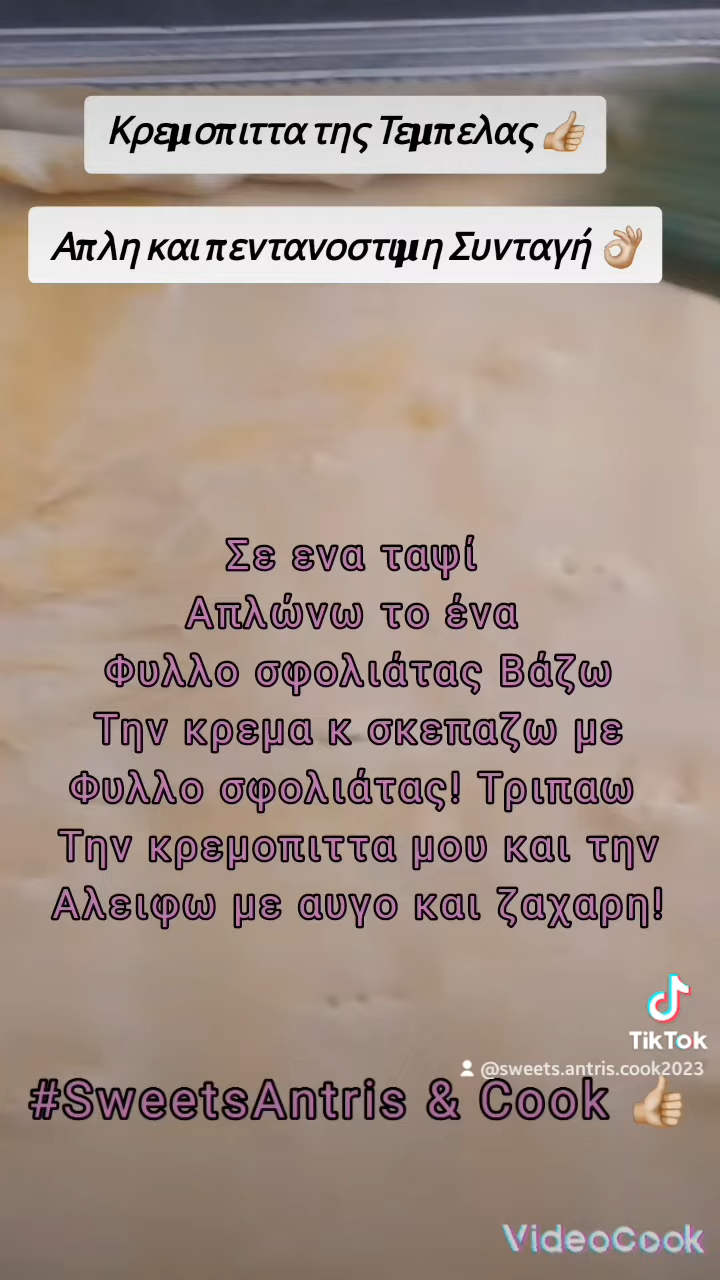 Κρεμοπιττα της Τεμπελας 👍🏼
Απλη και πεντανοστιμη Συνταγή 👌🏼
Σε ενα ταψί
Απλώνω το ένα
Φυλλο σφολιάτας Βάζω
Την κρεμα κ σκεπαζω με
Φυλλο σφολιάτας! Τριπαω
Την κρεμοπιττα μου και την
Αλειφω με αυγο και ζαχαρη!
TikTok
@sweets.antris.cook2023
#SweetsAntris & Cook 👍🏼
VideoCook